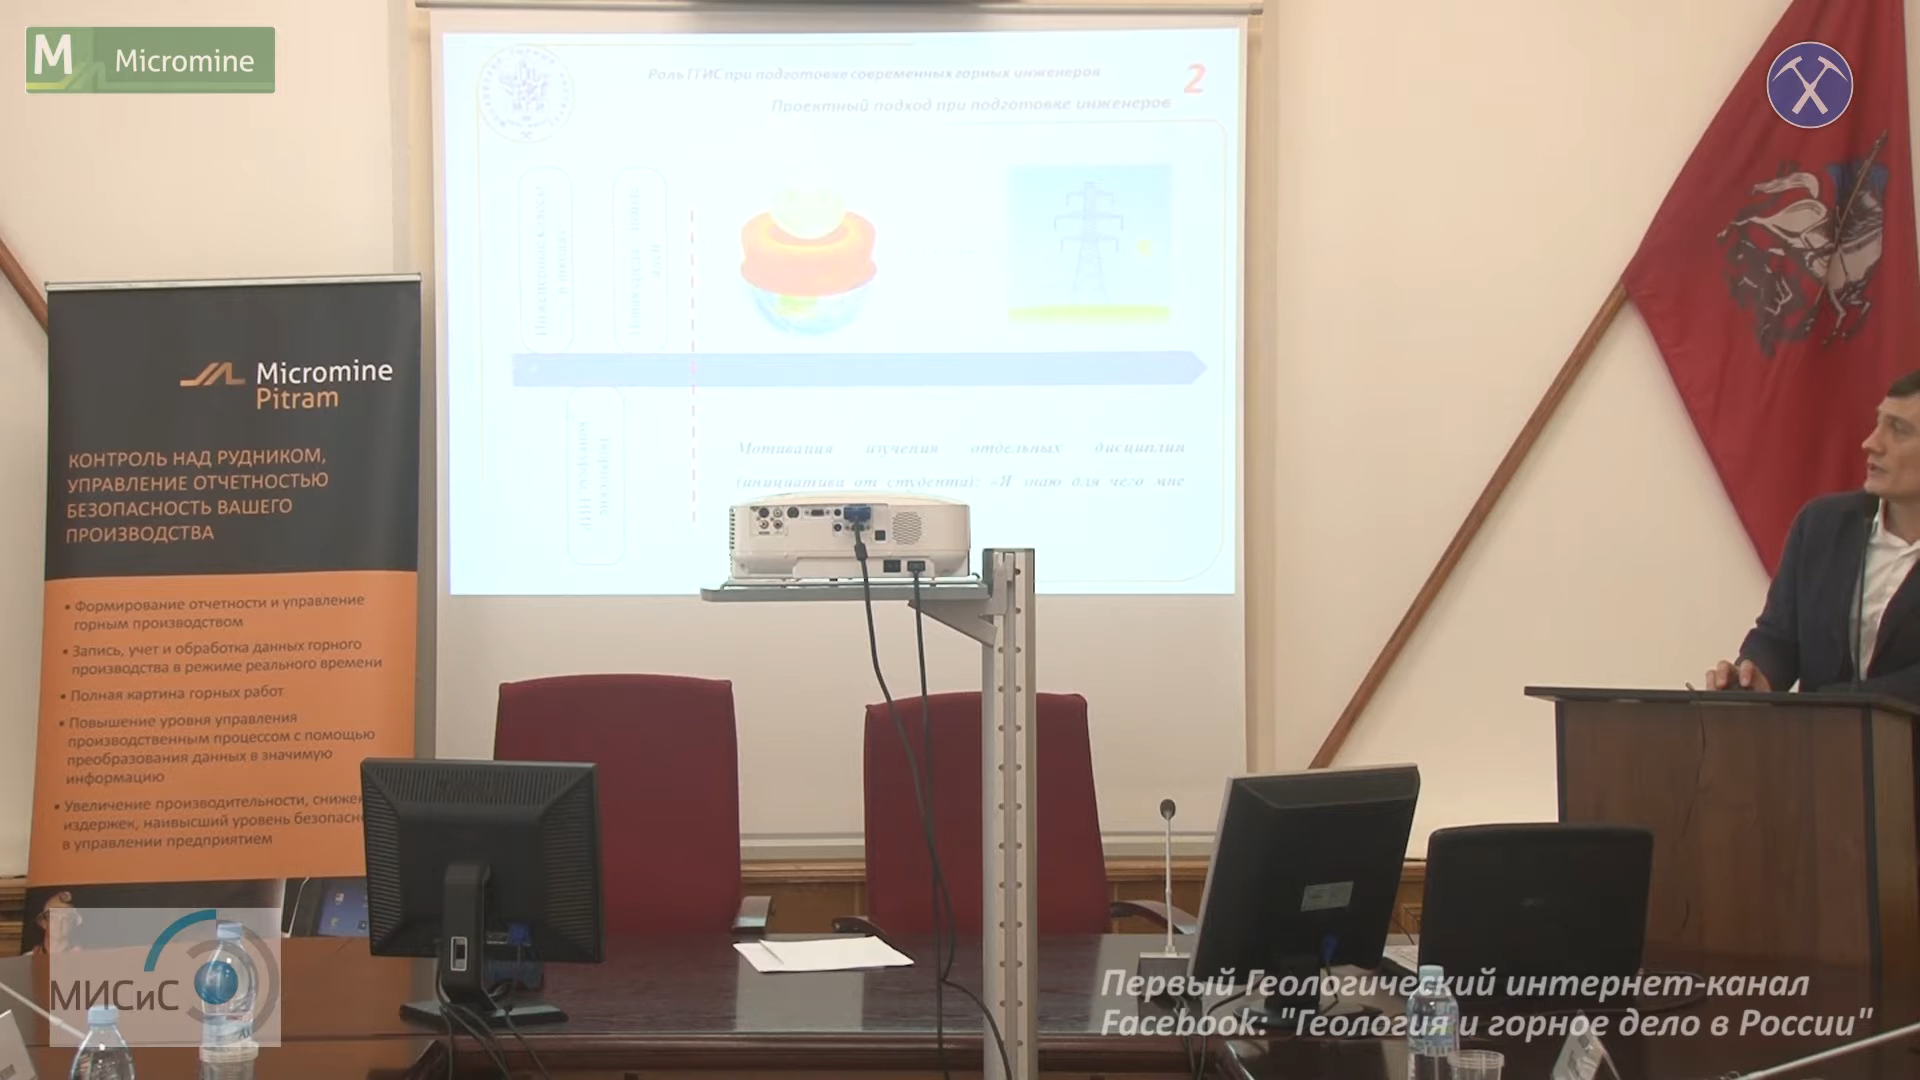 Micromine
Роль ГГИС при подготовке современных горных инженеров
2
Проектный подход при подготовке инженеров
Мотивация изучения отдельных дисциплин
(инициатива от студента): «Я знаю для чего мне
Micromine
Pitram
КОНТРОЛЬ НАД РУДНИКОМ,
УПРАВЛЕНИЕ ОТЧЕТНОСТЬЮ
БЕЗОПАСНОСТЬ ВАШЕГО
ПРОИЗВОДСТВА
• Формирование отчетности и управление
горным производством
• Запись, учет и обработка данных горного
производства в режиме реального времени
• Полная картина горных работ
• Повышение уровня управления
производственным процессом с помощью
преобразования данных в значимую
информацию
• Увеличение производительности, сниже
издержек, наивысший уровень безопасн
в управлении предприятием
МИСиС
Первый Геологический интернет-канал
Facebook: "Геология и горное дело в России"